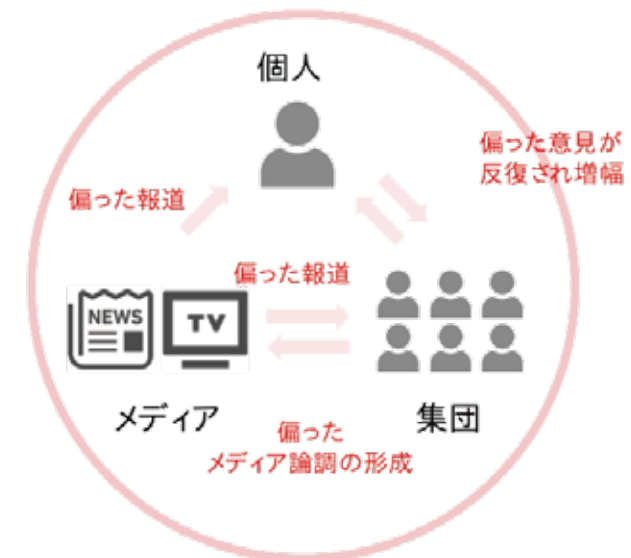 個人
偏った意見が
反復され増幅
偏った報道
偏った報道
NEWS
TV
メディア
集団
偏った
メディア論調の形成